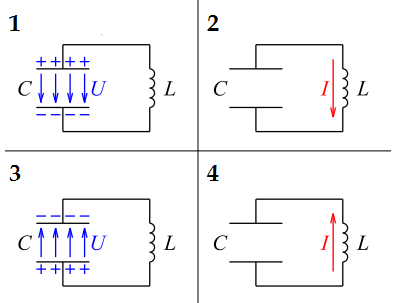 1
+ + + +
C U L
− − − −
2
C I L
3
− − − −
C U L
+ + + +
4
C I L